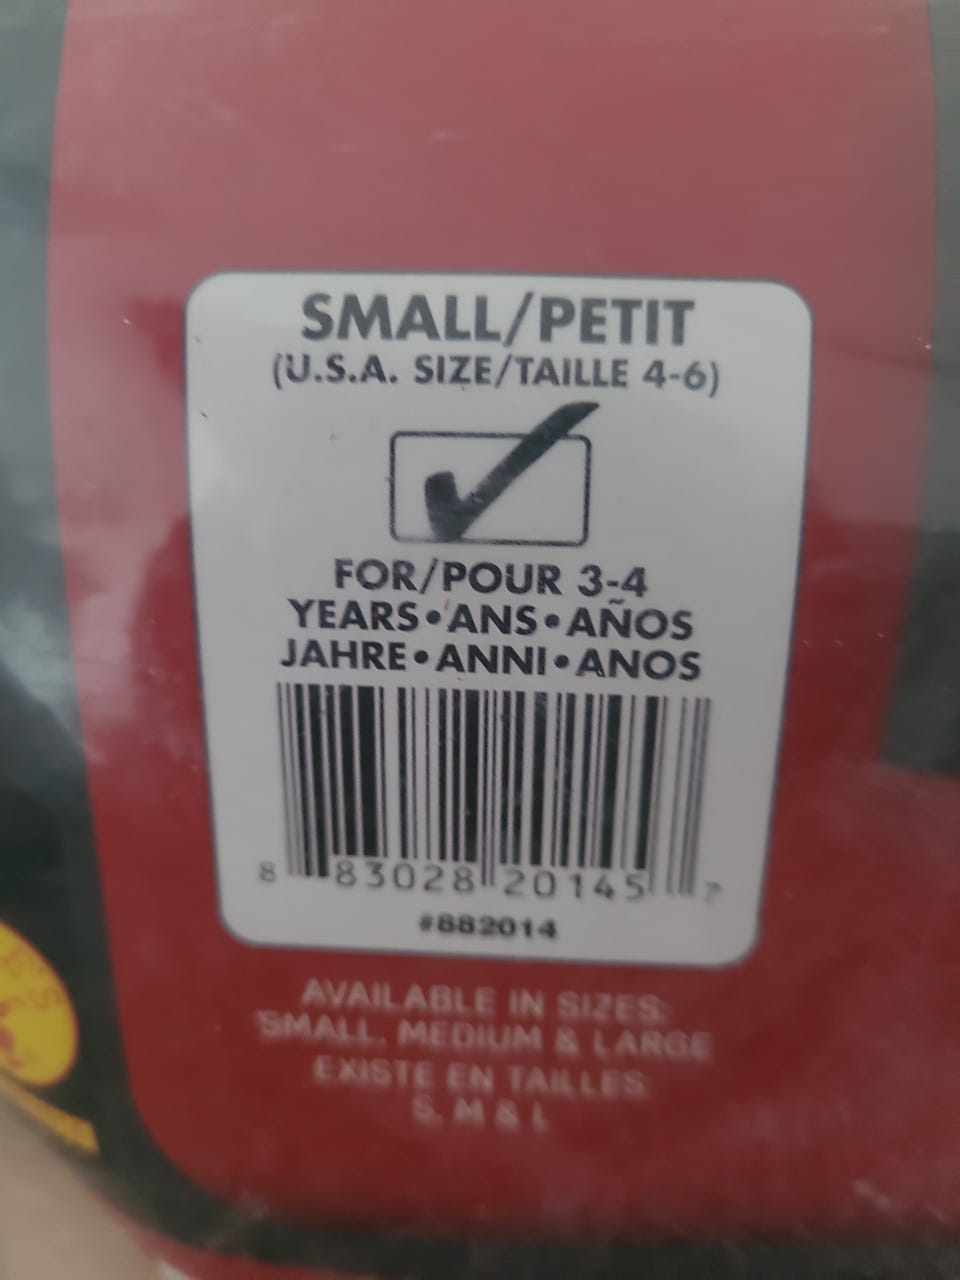 SMALL/PETIT
(U.S.A. SIZE/TAILLE 4-6)
FOR/POUR 3-4
YEARS•ANS•AÑOS
JAHRE•ANNI•ANOS
8 83028 20145 7
#882014
AVAILABLE IN SIZES:
SMALL, MEDIUM & LARGE
EXISTE EN TAILLES:
S, M & L